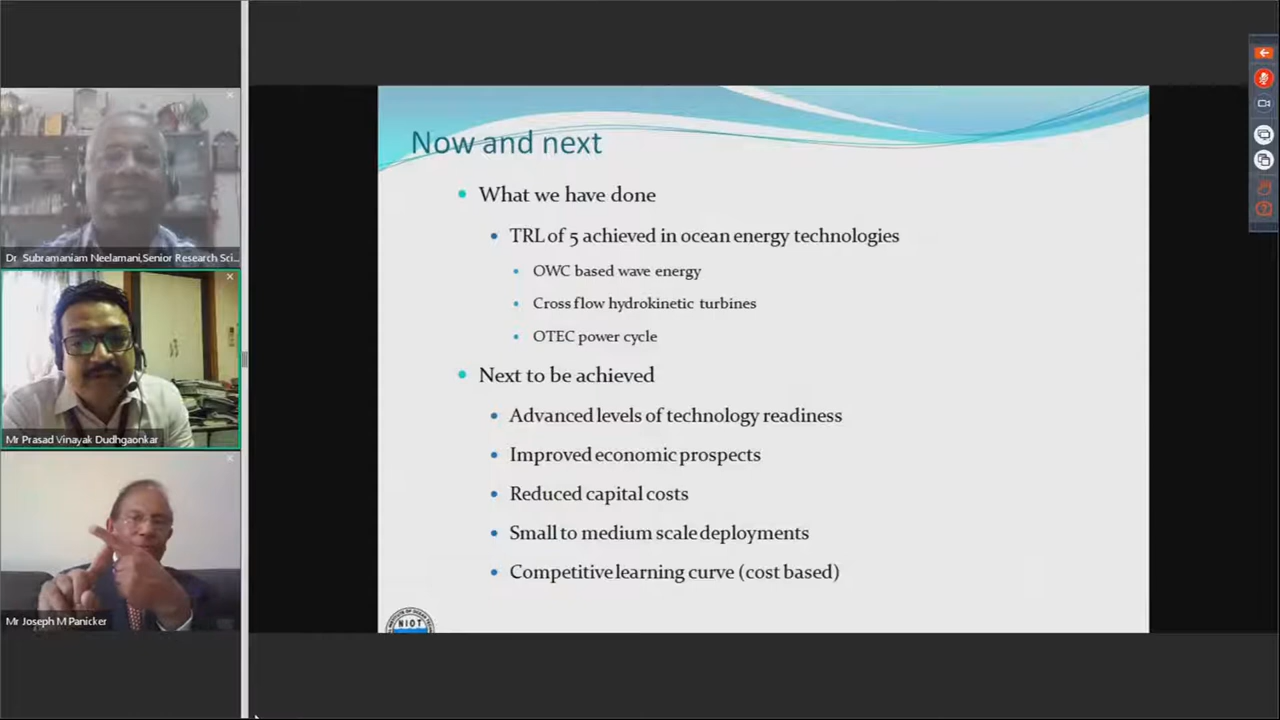 Dr Subramaniam Neelamani,Senior Research Sci...
Mr Prasad Vinayak Dudhgaonkar
Mr Joseph M Panicker
Now and next
What we have done
TRL of 5 achieved in ocean energy technologies
OWC based wave energy
Cross flow hydrokinetic turbines
OTEC power cycle
Next to be achieved
Advanced levels of technology readiness
Improved economic prospects
Reduced capital costs
Small to medium scale deployments
Competitive learning curve (cost based)
NIOT